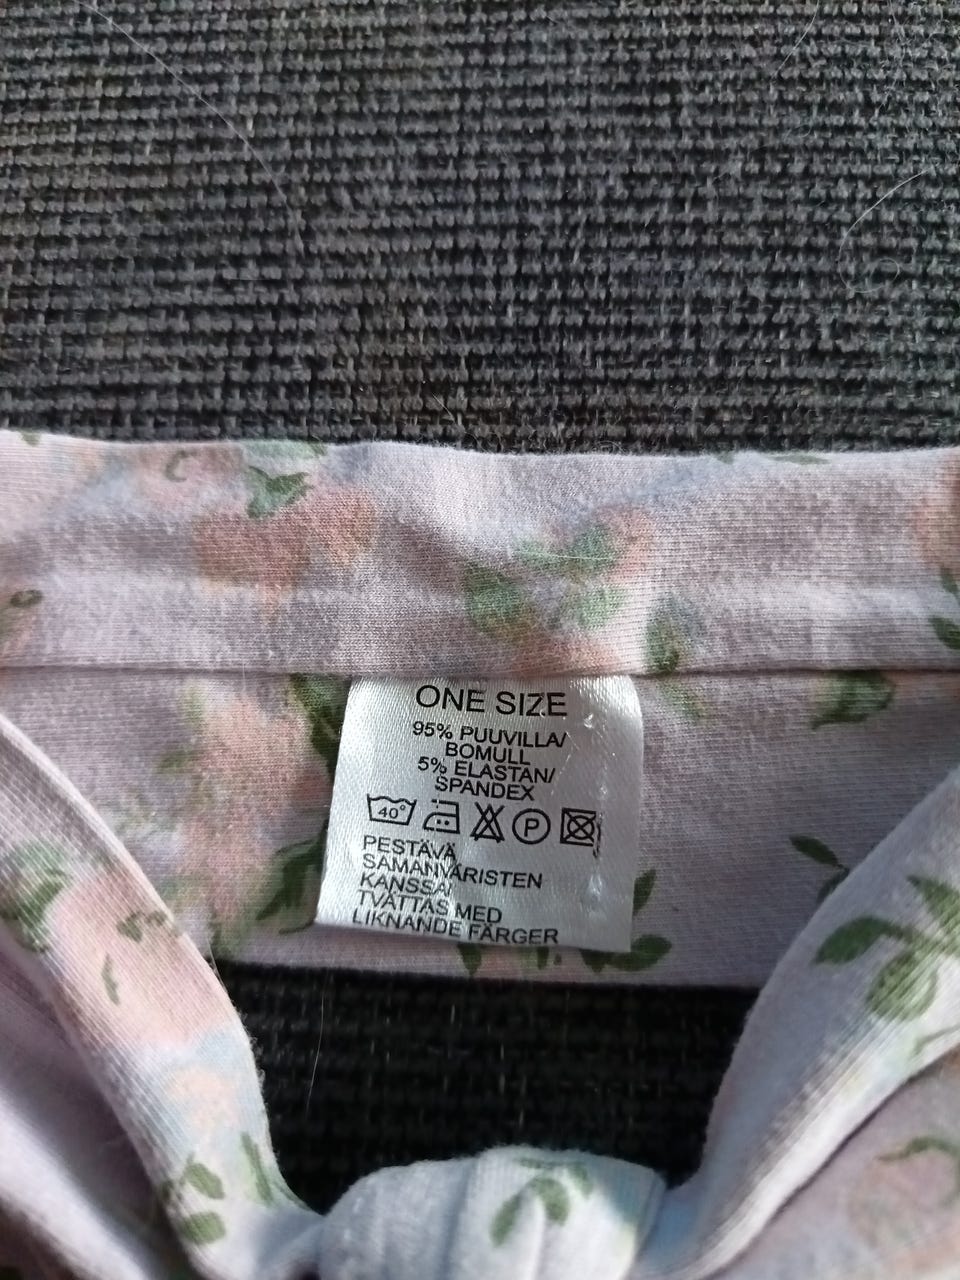 ONE SIZE
95% PUUVILLA/
BOMULL
5% ELASTAN/
SPANDEX
40°
P
PESTÄVÄ
SAMANVÄRISTEN
KANSSA/
TVÄTTAS MED
LIKNANDE FÄRGER